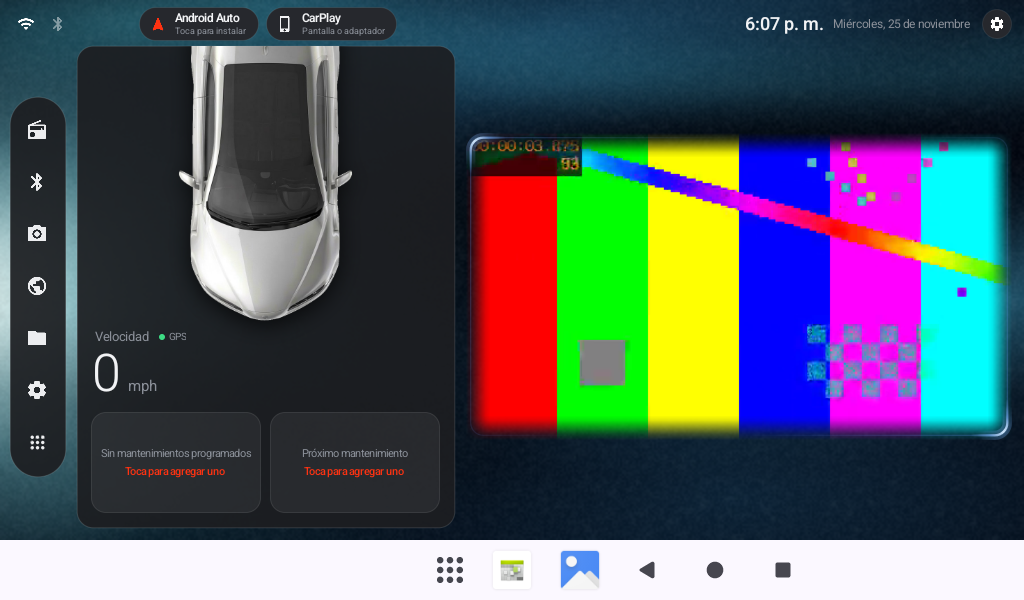 Android Auto
Toca para instalar
CarPlay
Pantalla o adaptador
6:07 p. m.
Miércoles, 25 de noviembre
Velocidad
GPS
0
mph
Sin mantenimientos programados
Toca para agregar uno
Próximo mantenimiento
Toca para agregar uno
93